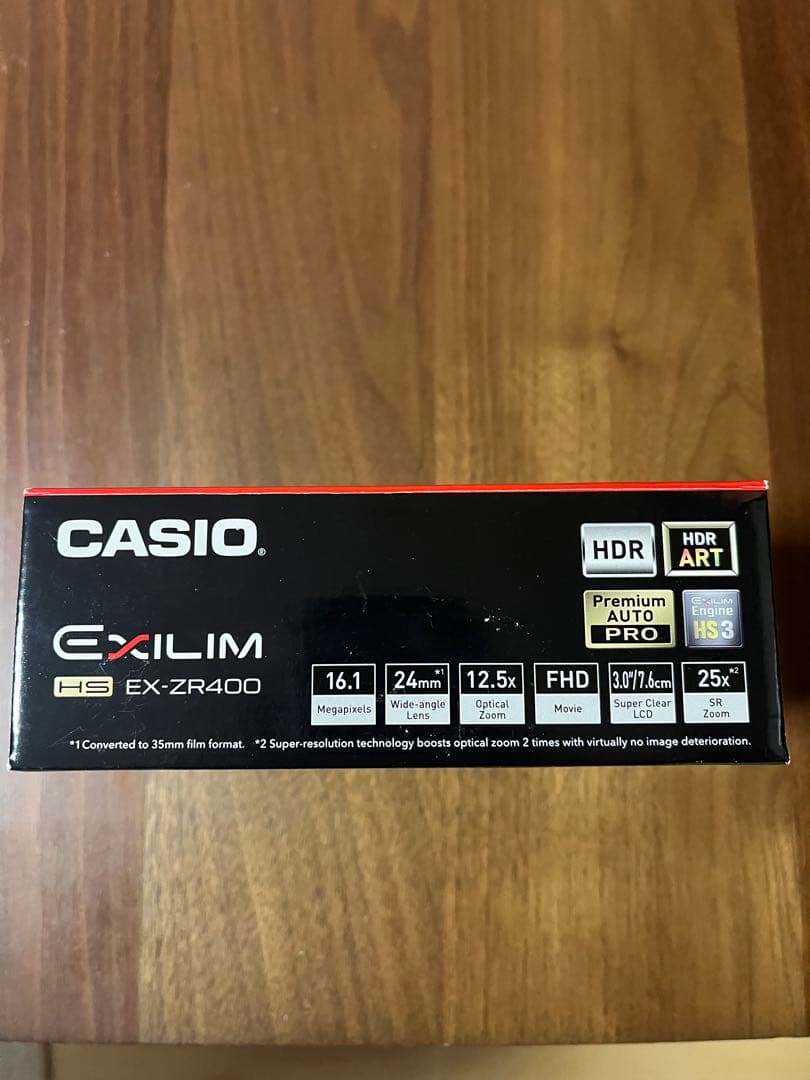 CASIO®
HDR
HDR
ART
EXILIM
HS EX-ZR400
Premium
AUTO
PRO
EXILIM
Engine
HS3
16.1
Megapixels
24mm*1
Wide-angle
Lens
12.5x
Optical
Zoom
FHD
Movie
3.0"/7.6cm
Super Clear
LCD
25x*2
SR
Zoom
*1 Converted to 35mm film format. *2 Super-resolution technology boosts optical zoom 2 times with virtually no image deterioration.